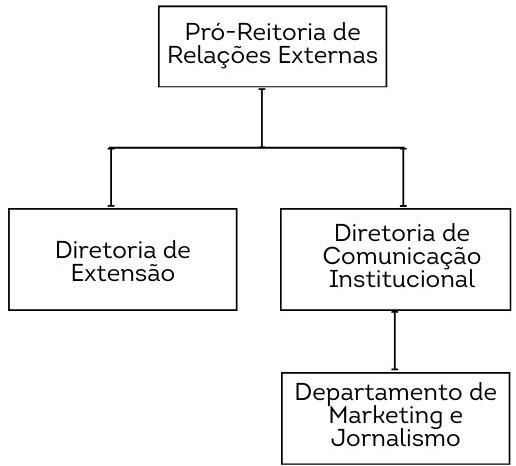 Pró-Reitoria de
Relações Externas
Diretoria de
Extensão
Diretoria de
Comunicação
Institucional
Departamento de
Marketing e
Jornalismo